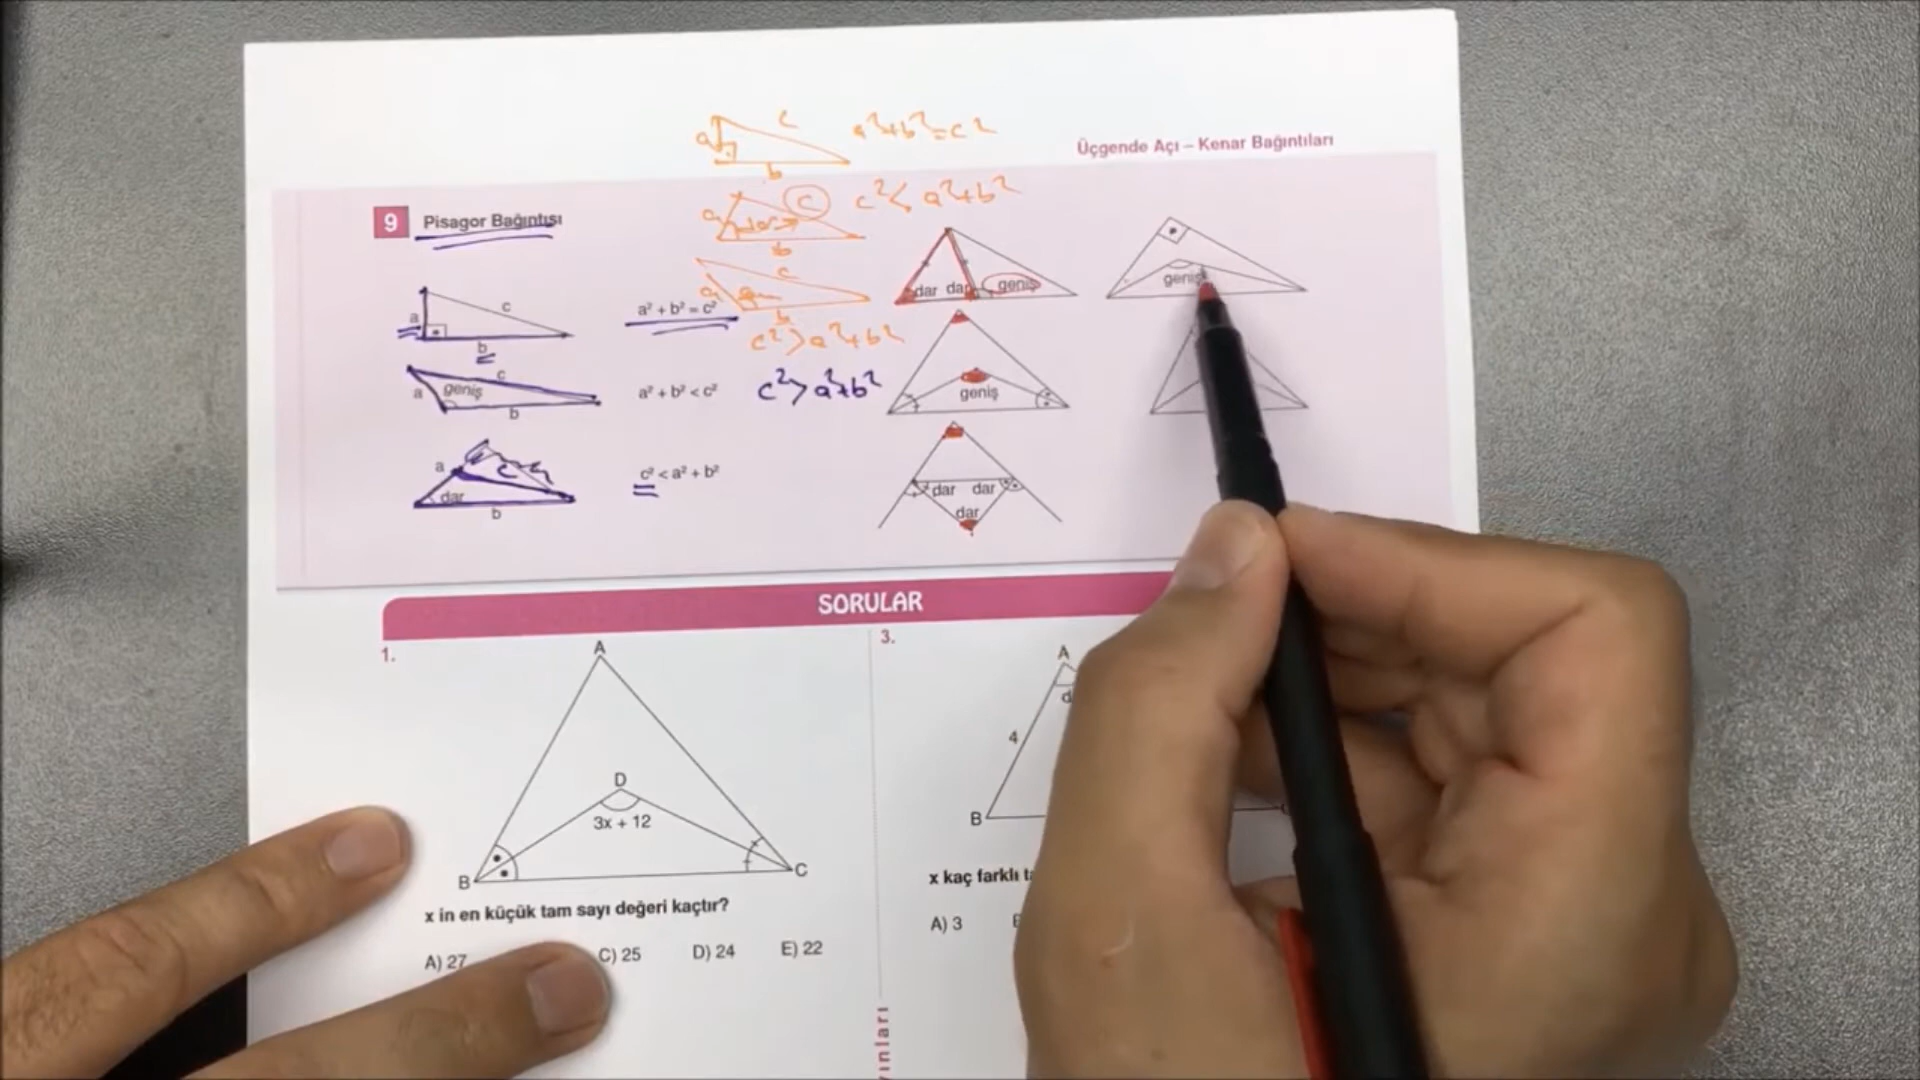 Üçgende Açı – Kenar Bağıntıları
9 Pisagor Bağıntısı
a c b a² + b² = c²
a c b c² < a² + b²
a c b c² > a² + b²
a c b a² + b² = c²
a geniş c b a² + b² < c² c² > a² + b²
a c dar b c² < a² + b²
dar dar geniş
geniş
dar dar
dar
geniş
SORULAR
1.
A
D
3x + 12
B C
x in en küçük tam sayı değeri kaçtır?
A) 27 C) 25 D) 24 E) 22
3.
A
4
B
x kaç farklı
A) 3